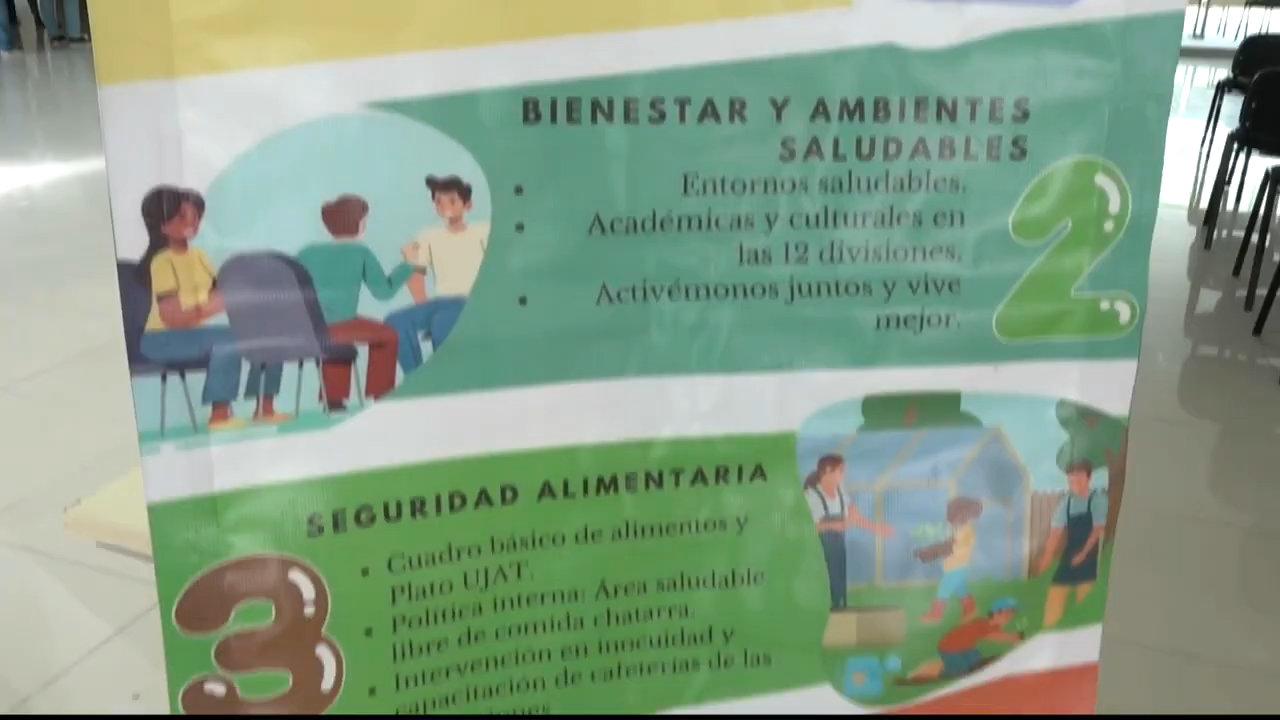 BIENESTAR Y AMBIENTES
SALUDABLES
• Entornos saludables.
• Académicas y culturales en
las 12 divisiones.
• Activémonos juntos y vive
mejor.
2
SEGURIDAD ALIMENTARIA
3
• Cuadro básico de alimentos y
Plato UJAT.
• Política interna: Área saludable
libre de comida chatarra.
• Intervención en inocuidad y
capacitación de cafeterías de las